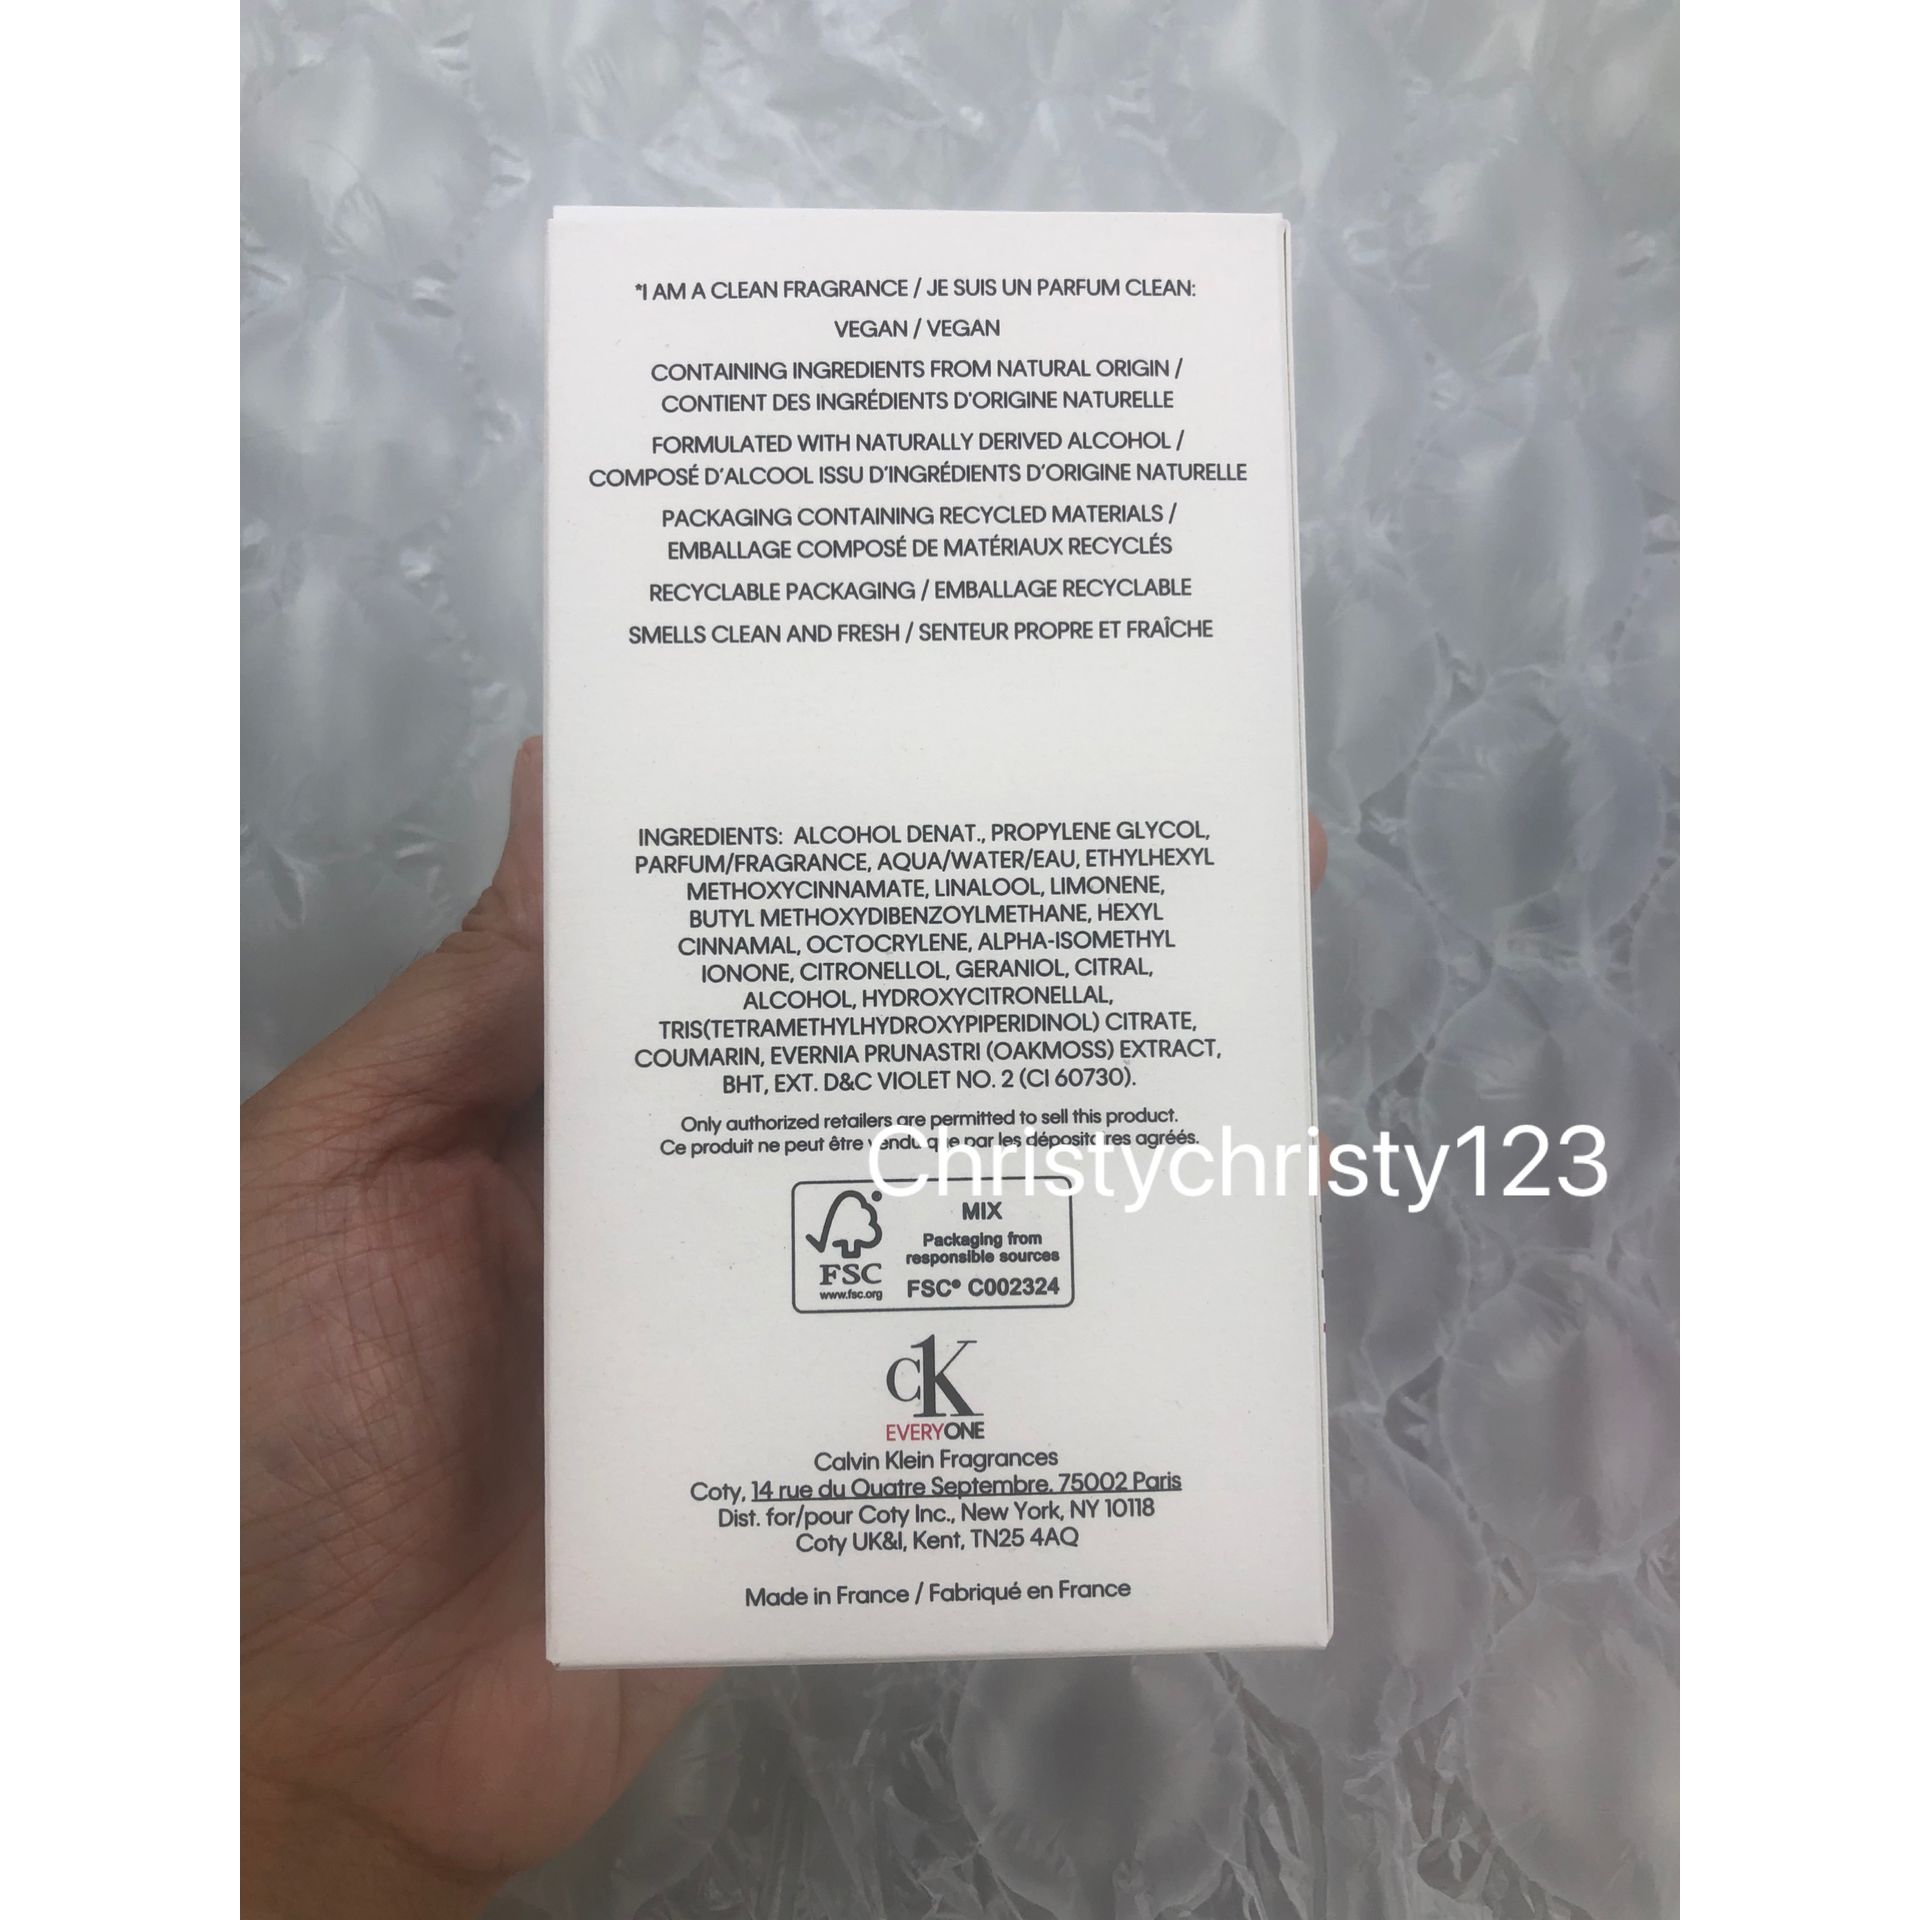 *I AM A CLEAN FRAGRANCE / JE SUIS UN PARFUM CLEAN:
VEGAN / VEGAN
CONTAINING INGREDIENTS FROM NATURAL ORIGIN /
CONTIENT DES INGRÉDIENTS D'ORIGINE NATURELLE
FORMULATED WITH NATURALLY DERIVED ALCOHOL /
COMPOSÉ D'ALCOOL ISSU D'INGRÉDIENTS D'ORIGINE NATURELLE
PACKAGING CONTAINING RECYCLED MATERIALS /
EMBALLAGE COMPOSÉ DE MATÉRIAUX RECYCLÉS
RECYCLABLE PACKAGING / EMBALLAGE RECYCLABLE
SMELLS CLEAN AND FRESH / SENTEUR PROPRE ET FRAÎCHE
INGREDIENTS: ALCOHOL DENAT., PROPYLENE GLYCOL,
PARFUM/FRAGRANCE, AQUA/WATER/EAU, ETHYLHEXYL
METHOXYCINNAMATE, LINALOOL, LIMONENE,
BUTYL METHOXYDIBENZOYLMETHANE, HEXYL
CINNAMAL, OCTOCRYLENE, ALPHA-ISOMETHYL
IONONE, CITRONELLOL, GERANIOL, CITRAL,
ALCOHOL, HYDROXYCITRONELLAL,
TRIS(TETRAMETHYLHYDROXYPIPERIDINOL) CITRATE,
COUMARIN, EVERNIA PRUNASTRI (OAKMOSS) EXTRACT,
BHT, EXT. D&C VIOLET NO. 2 (CI 60730).
Only authorized retailers are permitted to sell this product.
Ce produit ne peut être vendu que par les dépositaires agréés.
Christychristy123
FSC
www.fsc.org
MIX
Packaging from
responsible sources
FSC® C002324
CK1
EVERYONE
Calvin Klein Fragrances
Coty, 14 rue du Quatre Septembre, 75002 Paris
Dist. for/pour Coty Inc., New York, NY 10118
Coty UK&I, Kent, TN25 4AQ
Made in France / Fabriqué en France